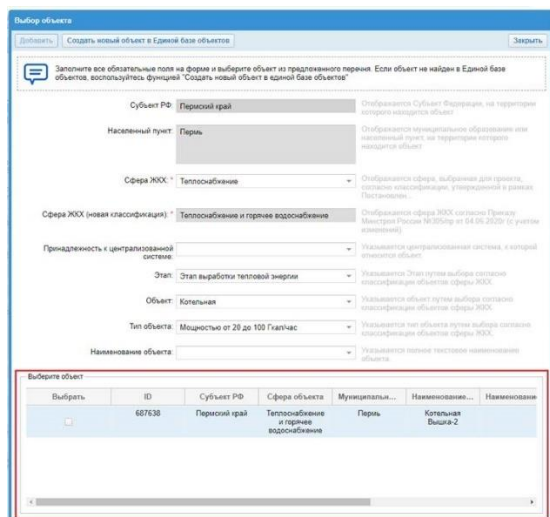 Выбор объекта
Добавить Создать новый объект в Единой базе объектов Закрыть
Заполните все обязательные поля на форме и выберите объект из предложенного перечня. Если объект не найден в Единой базе
объектов, воспользуйтесь функцией "Создать новый объект в единой базе объектов"
Субъект РФ: Пермский край Отображается Субъект Федерации, на территории
которого находится объект
Населенный пункт: Пермь Отображается муниципальное образование или
населенный пункт, на территории которого
находится объект
Сфера ЖКХ: * Теплоснабжение Отображается сфера, выбранная для проекта,
согласно классификации, утвержденной в рамках
Постановлен...
Сфера ЖКХ (новая классификация): * Теплоснабжение и горячее водоснабжение Отображается сфера ЖКХ согласно Приказу
Минстроя России №305/пр от 04.06.2020г (с учетом
изменений).
Принадлежность к централизованной Указывается централизованная система, к которой
системе: относится объект
Этап: Этап выработки тепловой энергии Указывается Этап путем выбора согласно
классификации объектов сферы ЖКХ.
Объект: Котельная Указывается объект путем выбора согласно
классификации объектов сферы ЖКХ.
Тип объекта: Мощностью от 20 до 100 Гкал/час Указывается тип объекта путем выбора согласно
классификации объектов сферы ЖКХ.
Наименование объекта: Указывается полное текстовое наименование
объекта.
Выберите объект
Выбрать ID Субъект РФ Сфера объекта Муниципальн... Наименование... Наименовани
687638 Пермский край Теплоснабжение Пермь Котельная
и горячее Вышка-2
водоснабжение